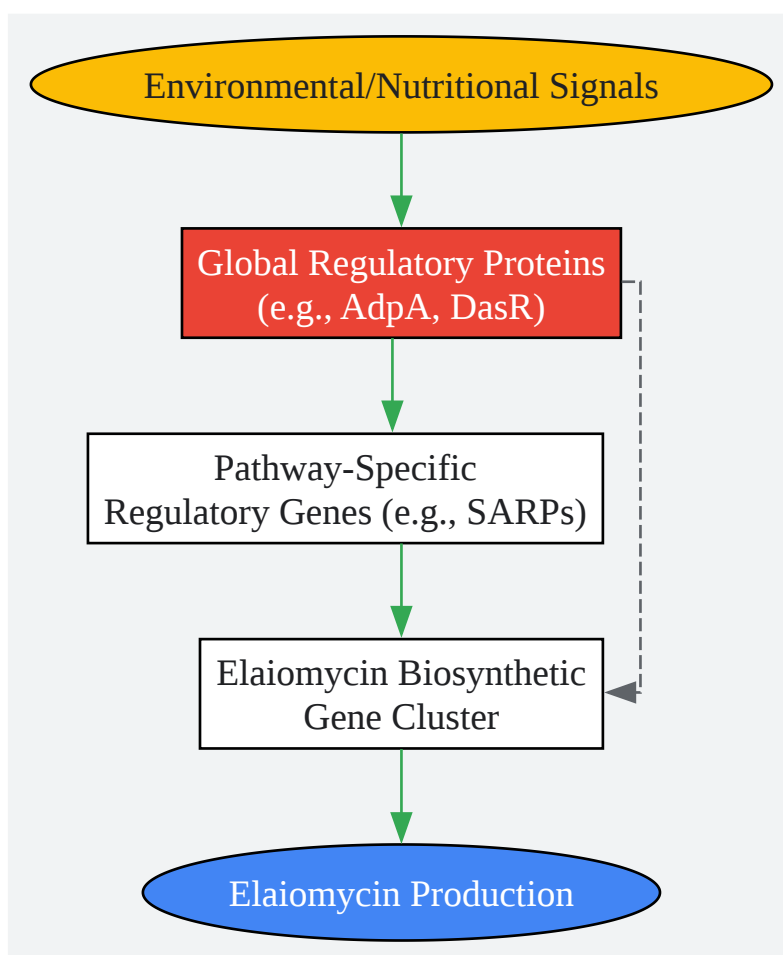 Environmental/Nutritional Signals
Global Regulatory Proteins
(e.g., AdpA, DasR)
Pathway-Specific
Regulatory Genes (e.g., SARPs)
Elaiomycin Biosynthetic
Gene Cluster
Elaiomycin Production